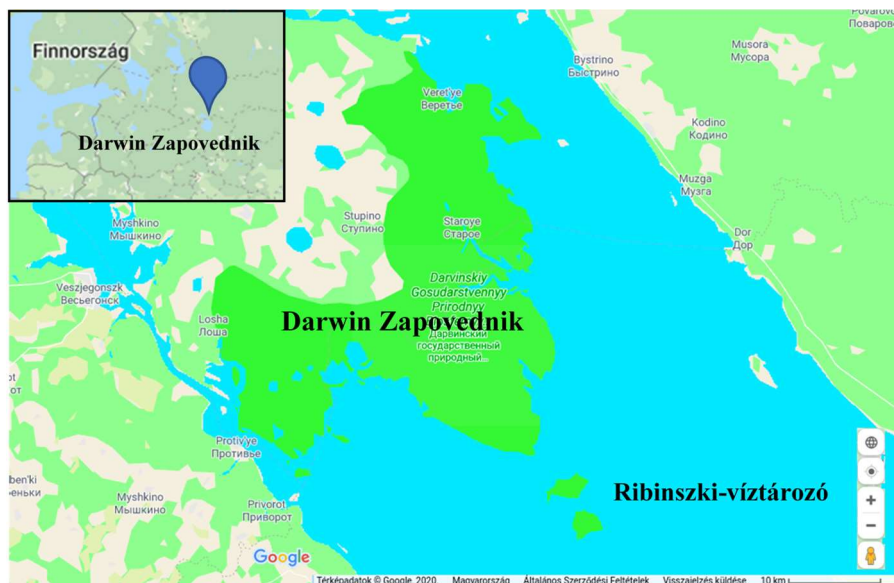 Finnország
Darwin Zapovednik
Povarovo
Поварово
Musora
Мусора
Bystrino
Быстрино
Veret'ye
Веретье
Kodino
Кодино
Muzga
Музга
Myshkino
Мышкино
Stupino
Ступино
Staroye
Старое
Dor
Дор
Veszjegonszk
Весьегонск
Darvinskiy
Gosudarstvennyy
Prirodnyy
Losha
Лоша
Darwin Zapovednik
Дарвинский
государственный
природный...
Protiv'ye
Противье
ben'ki
беньки
Myshkino
Мышкино
Privorot
Приворот
Ribinszki-víztározó
Google
Térképadatok © Google, 2020 Magyarország Általános Szerződési Feltételek Visszajelzés küldése 10 km